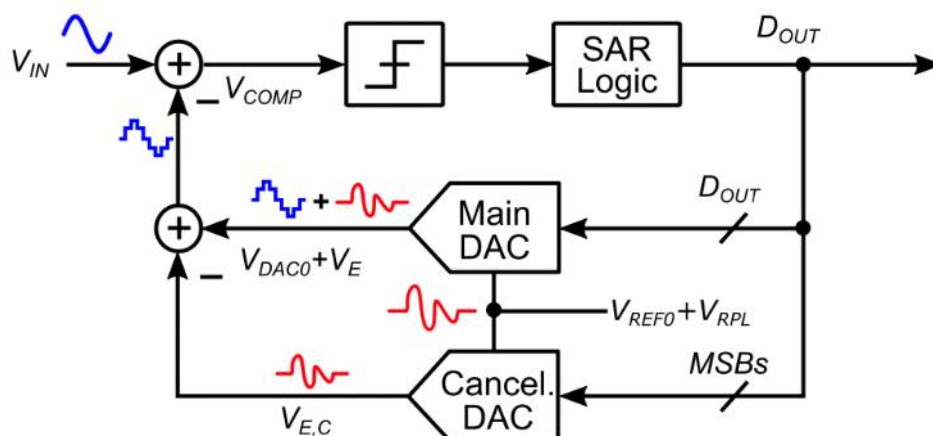 D_OUT
V_IN
V_COMP
SAR
Logic
+
D_OUT
Main
DAC
V_DAC0+V_E
V_REF0+V_RPL
MSBs
Cancel.
DAC
V_E,C